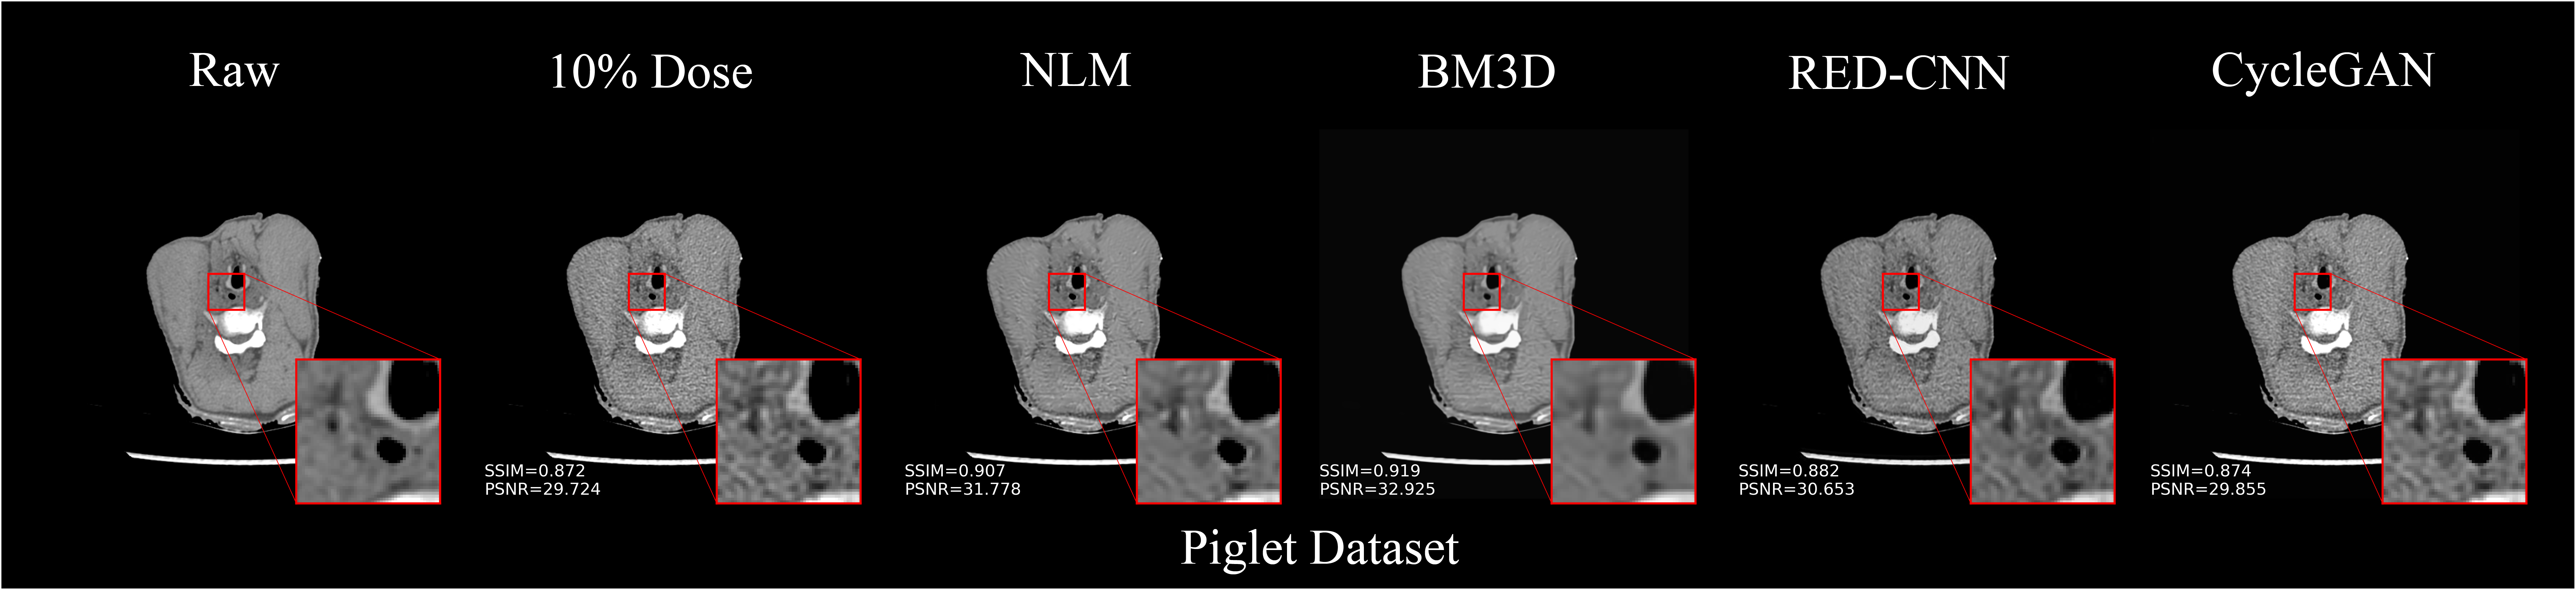 Raw
10% Dose
NLM
BM3D
RED-CNN
CycleGAN
SSIM=0.872
PSNR=29.724
SSIM=0.907
PSNR=31.778
SSIM=0.919
PSNR=32.925
SSIM=0.882
PSNR=30.653
SSIM=0.874
PSNR=29.855
Piglet Dataset